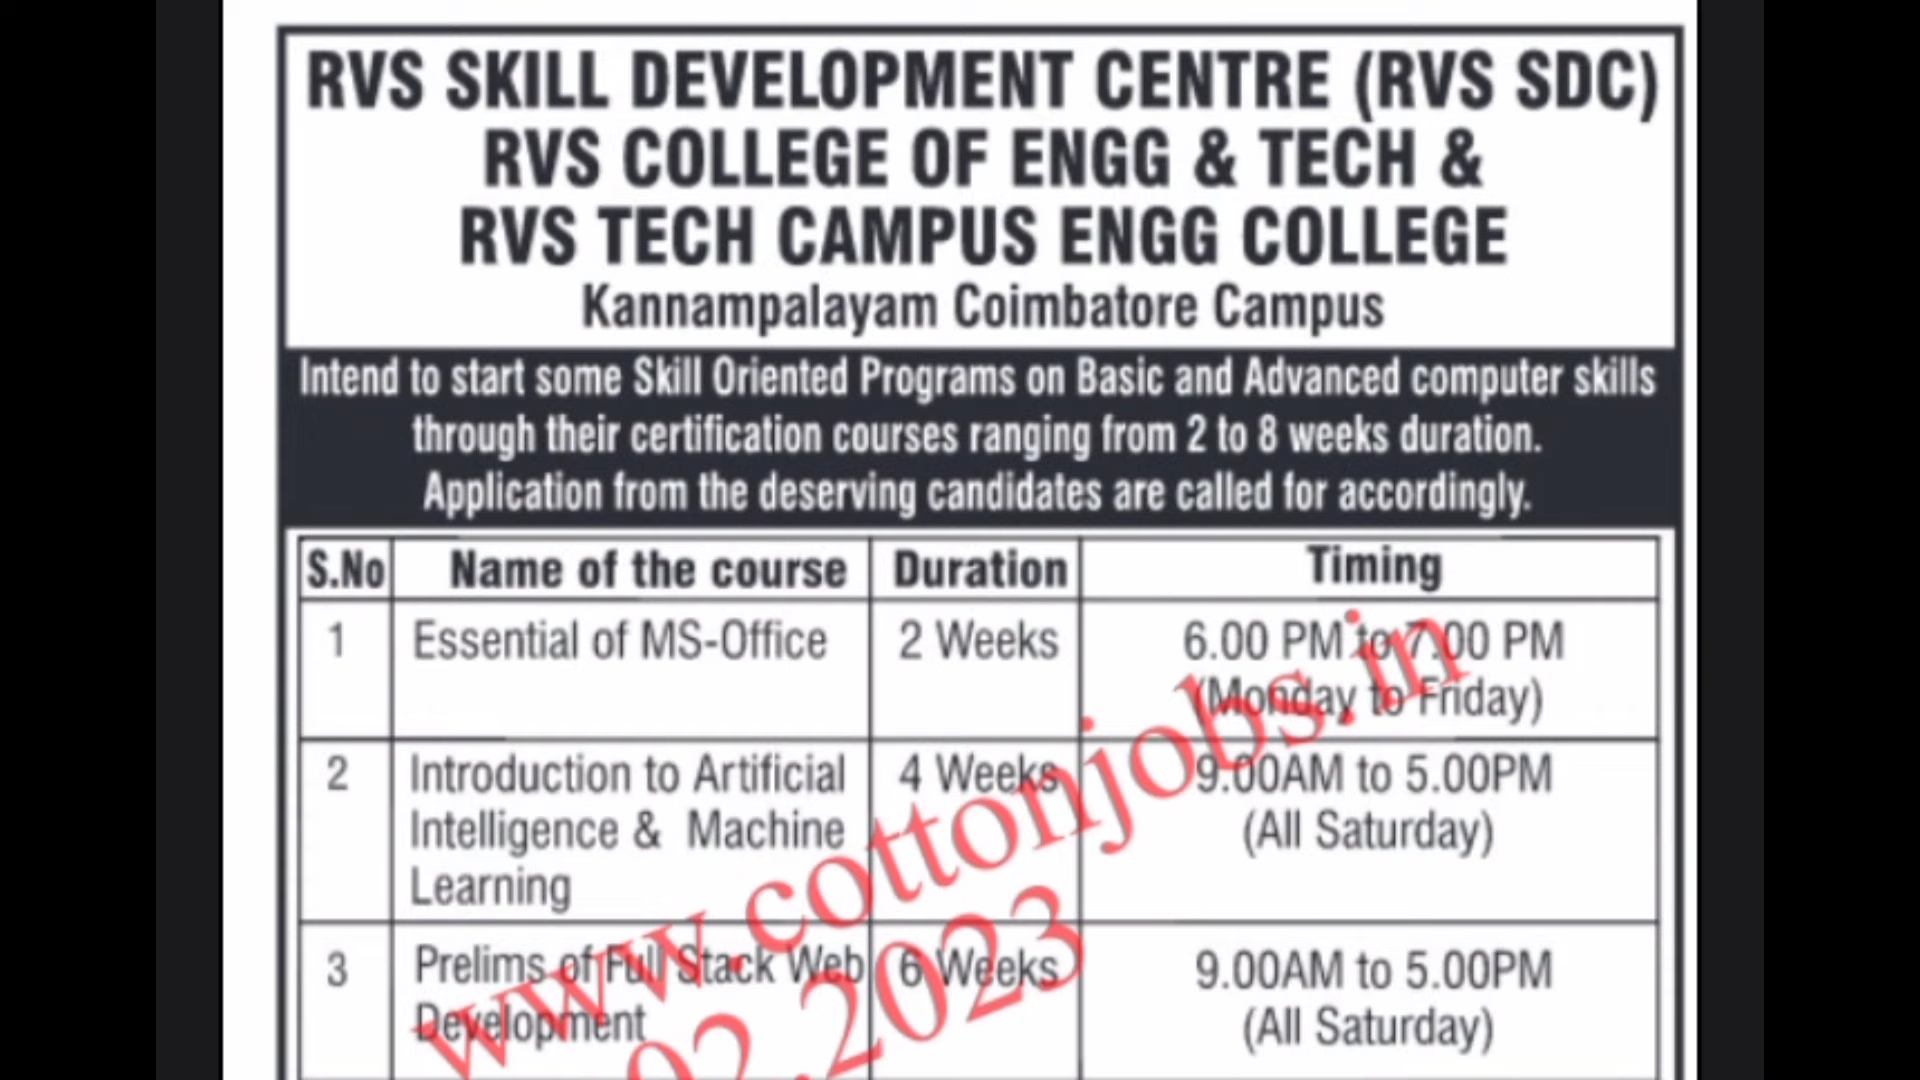 RVS SKILL DEVELOPMENT CENTRE (RVS SDC)
RVS COLLEGE OF ENGG & TECH &
RVS TECH CAMPUS ENGG COLLEGE
Kannampalayam Coimbatore Campus
Intend to start some Skill Oriented Programs on Basic and Advanced computer skills
through their certification courses ranging from 2 to 8 weeks duration.
Application from the deserving candidates are called for accordingly.
S.No Name of the course Duration Timing
1 Essential of MS-Office 2 Weeks 6.00 PM to 7.00 PM
(Monday to Friday)
2 Introduction to Artificial 4 Weeks 9.00AM to 5.00PM
Intelligence & Machine (All Saturday)
Learning
3 Prelims of Full Stack Web 6 Weeks 9.00AM to 5.00PM
Development (All Saturday)
www.cottonjobs.in
02.2023